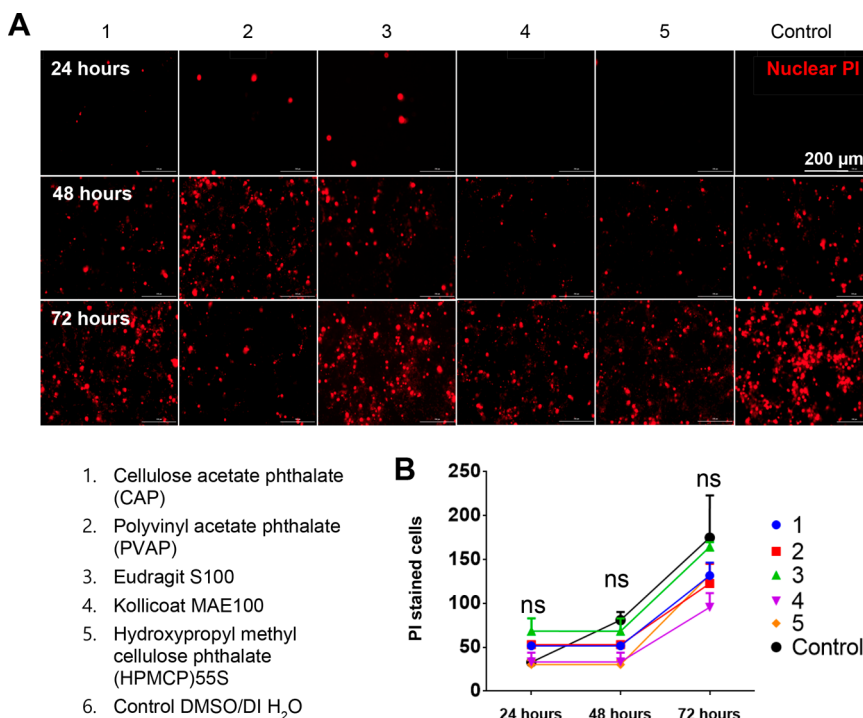 A
1 2 3 4 5 Control
24 hours
Nuclear PI
200 µm
48 hours
72 hours
1. Cellulose acetate phthalate
(CAP)
2. Polyvinyl acetate phthalate
(PVAP)
3. Eudragit S100
4. Kollicoat MAE100
5. Hydroxypropyl methyl
cellulose phthalate
(HPMCP)55S
6. Control DMSO/DI H₂O
B
PI stained cells
250
200
150
100
50
0
ns
ns
ns
24 hours 48 hours 72 hours
1
2
3
4
5
Control